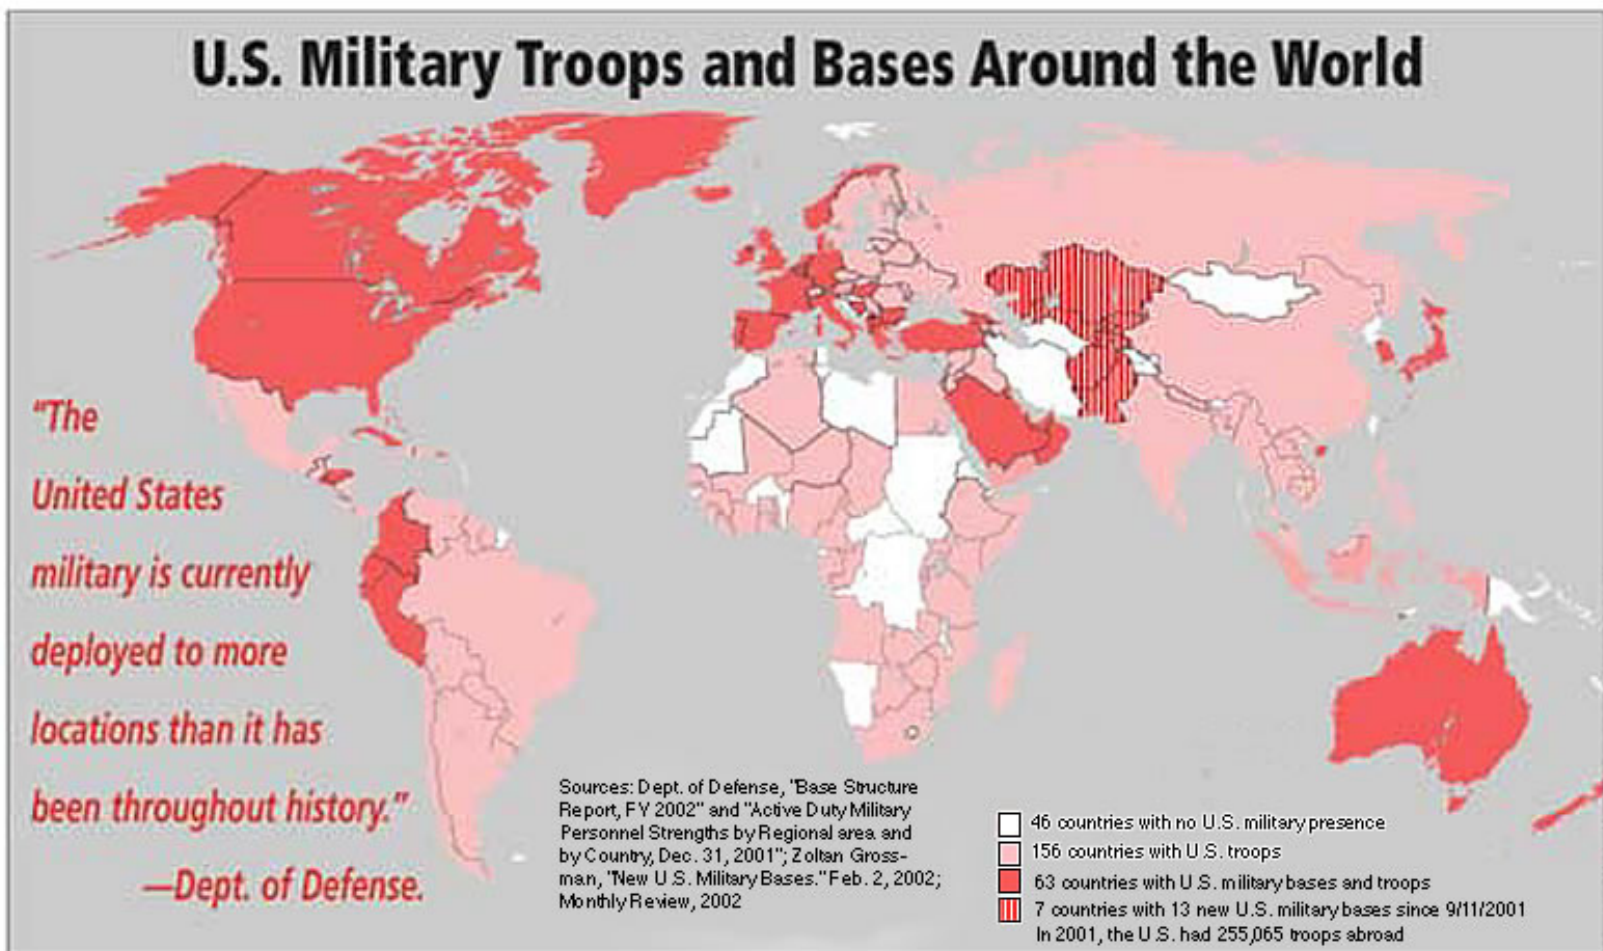 U.S. Military Troops and Bases Around the World
"The
United States
military is currently
deployed to more
locations than it has
been throughout history."
—Dept. of Defense.
Sources: Dept. of Defense, "Base Structure
Report, FY 2002" and "Active Duty Military
Personnel Strengths by Regional area and
by Country, Dec. 31, 2001"; Zoltan Gross-
man, "New U.S. Military Bases." Feb. 2, 2002;
Monthly Review, 2002
46 countries with no U.S. military presence
156 countries with U.S. troops
63 countries with U.S. military bases and troops
7 countries with 13 new U.S. military bases since 9/11/2001
In 2001, the U.S. had 255,065 troops abroad